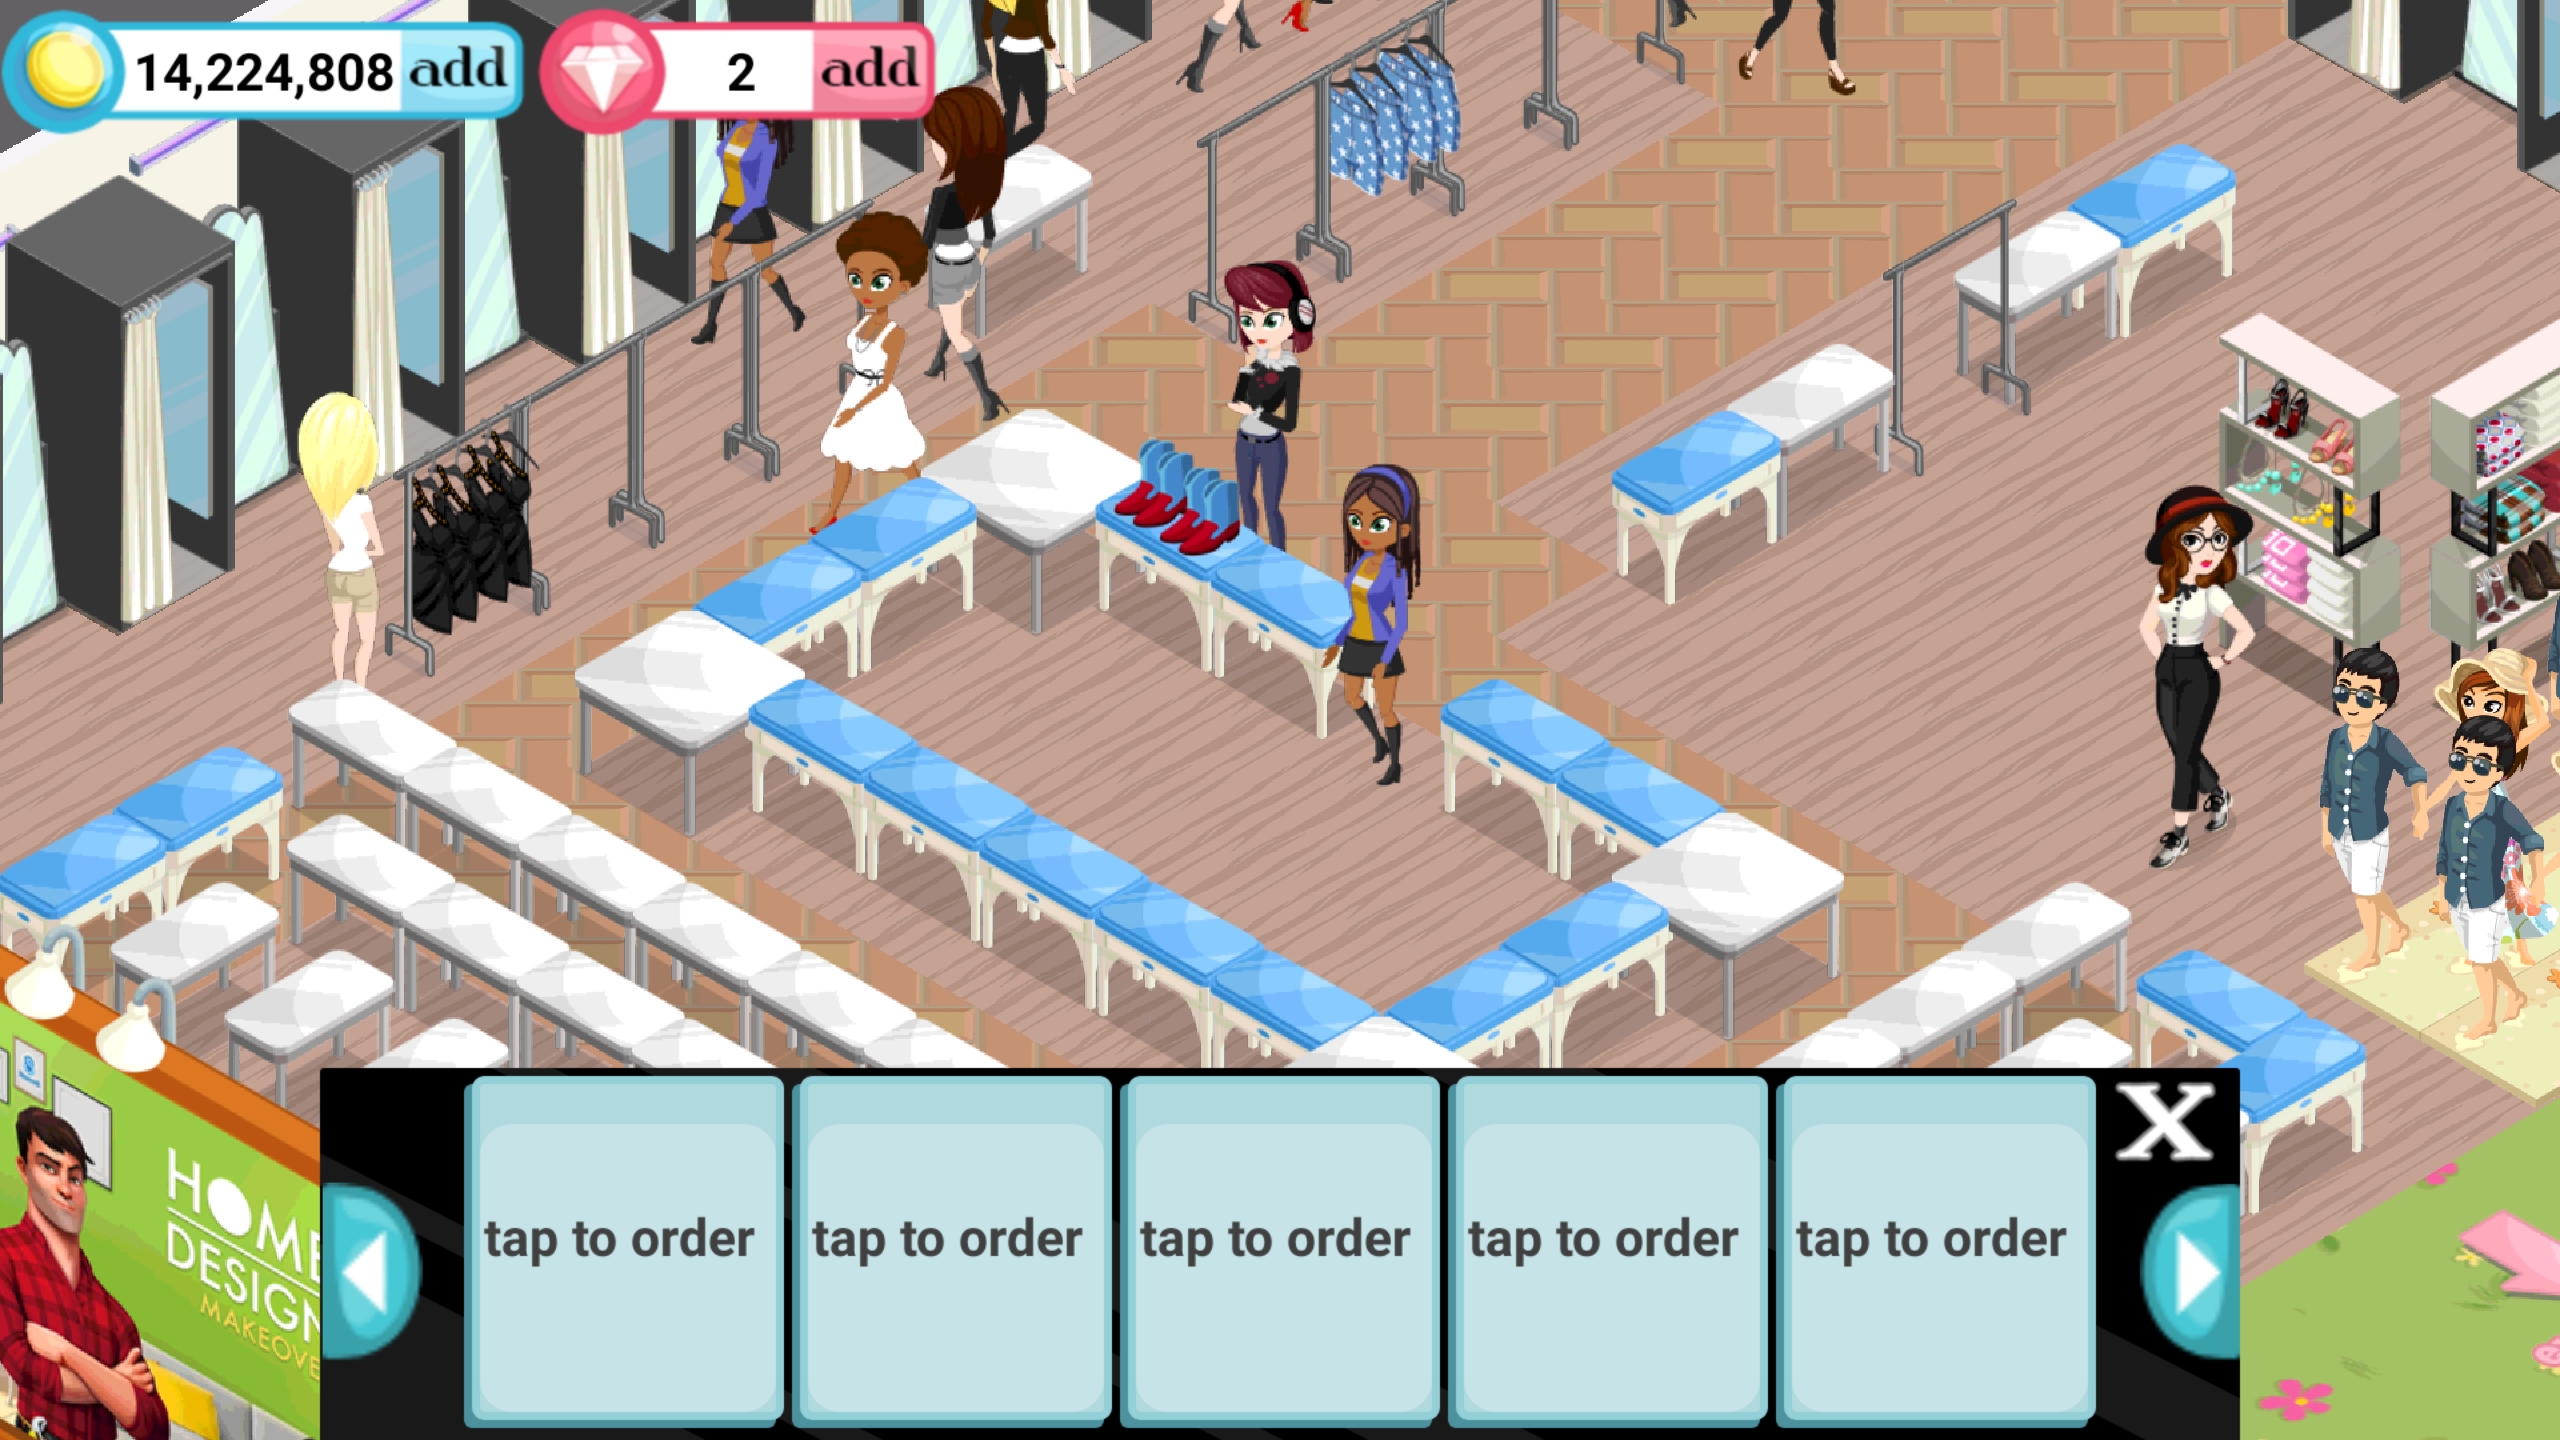 14,224,808 add 2 add
HOME
DESIGN
MAKEOVE
tap to order tap to order tap to order tap to order tap to order
X